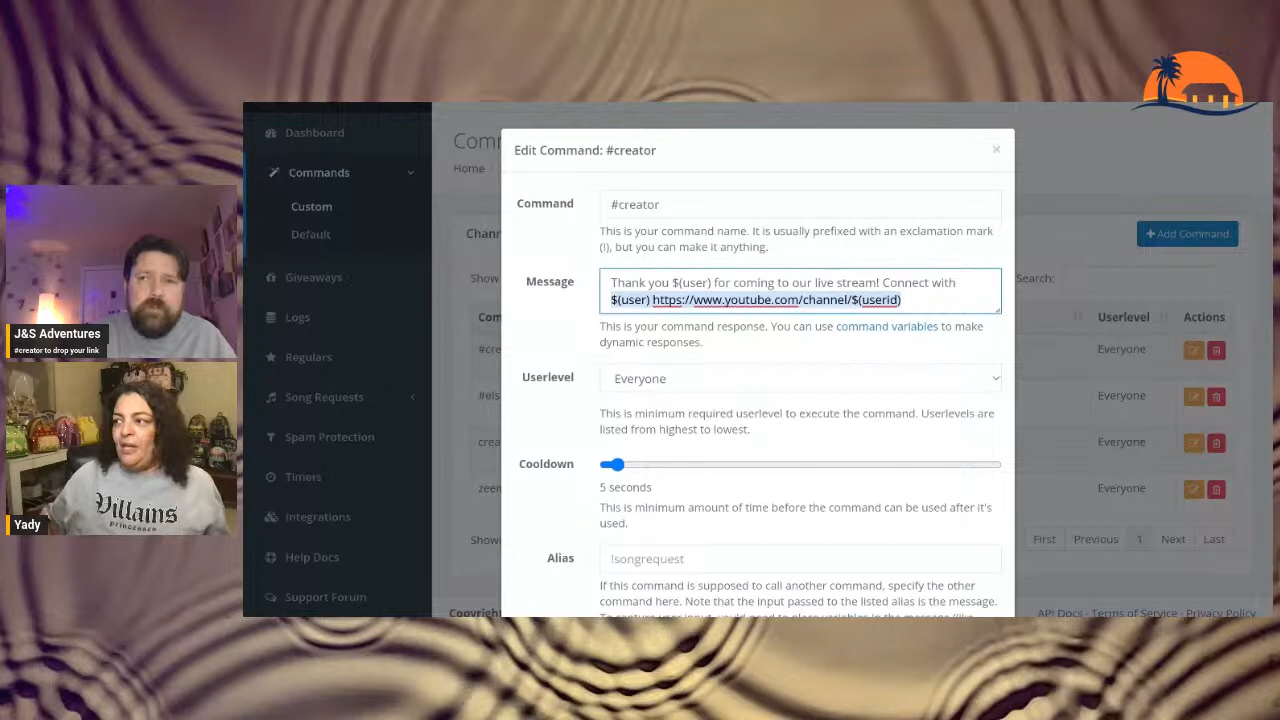 Dashboard
Commands
Custom
Default
Giveaways
Logs
Regulars
Song Requests
Spam Protection
Timers
Integrations
Help Docs
Support Forum
Home
+ Add Command
Show
Search:
Userlevel
Actions
Everyone
Everyone
Everyone
Everyone
First
Previous
1
Next
Last
API Docs - Terms of Service - Privacy Policy
Edit Command: #creator
×
Command
#creator
This is your command name. It is usually prefixed with an exclamation mark
(!), but you can make it anything.
Message
Thank you $(user) for coming to our live stream! Connect with
$(user) https://www.youtube.com/channel/$(userid)
This is your command response. You can use command variables to make
dynamic responses.
Userlevel
Everyone
This is minimum required userlevel to execute the command. Userlevels are
listed from highest to lowest.
Cooldown
5 seconds
This is minimum amount of time before the command can be used after it's
used.
Alias
!songrequest
If this command is supposed to call another command, specify the other
command here. Note that the input passed to the listed alias is the message.
J&S Adventures
#creator to drop your link
Villains
princess
Yady